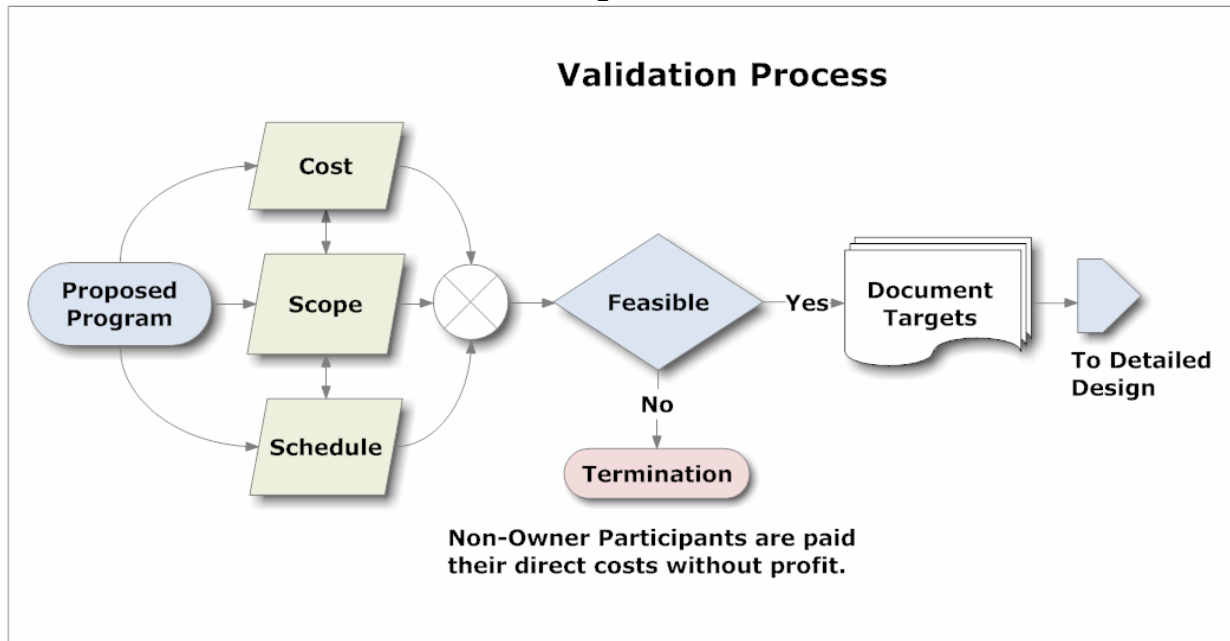 Validation Process
Cost
Proposed
Program
Scope
Schedule
Feasible
Yes
No
Termination
Document
Targets
To Detailed
Design
Non-Owner Participants are paid
their direct costs without profit.